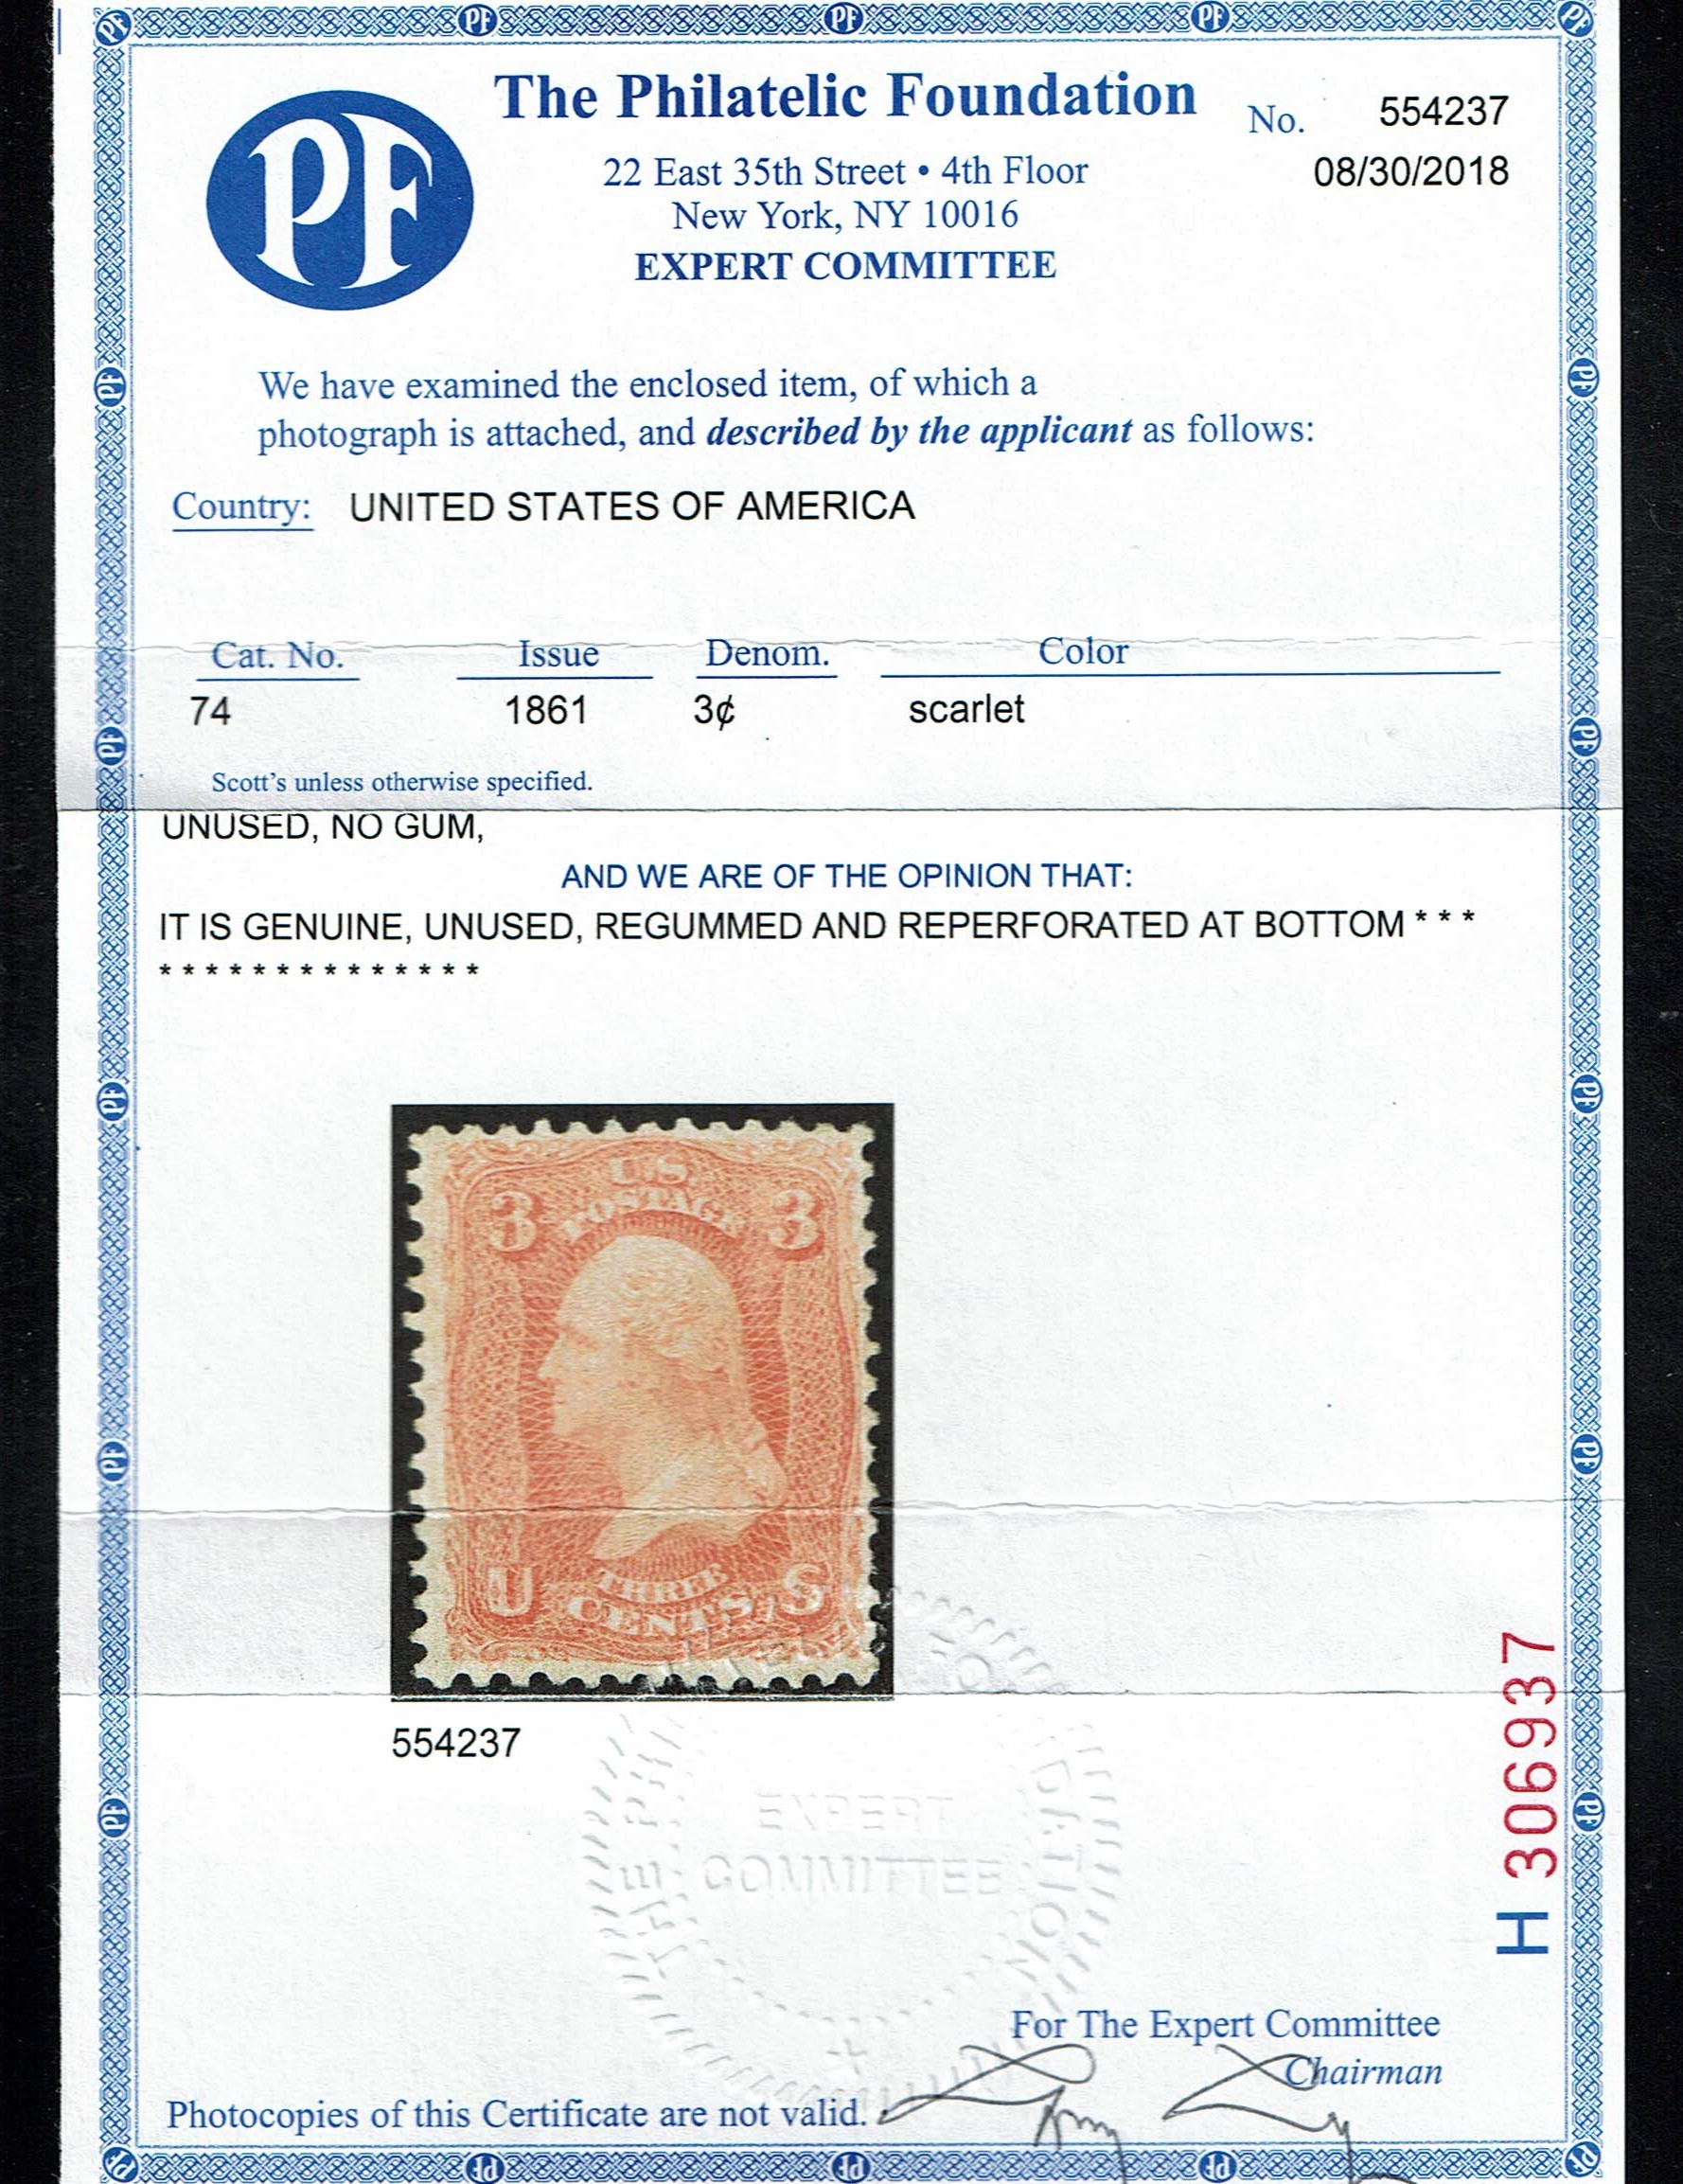 PF
The Philatelic Foundation
No. 554237
22 East 35th Street • 4th Floor
08/30/2018
New York, NY 10016
EXPERT COMMITTEE
We have examined the enclosed item, of which a
photograph is attached, and described by the applicant as follows:
Country: UNITED STATES OF AMERICA
Cat. No. Issue Denom. Color
74 1861 3¢ scarlet
Scott's unless otherwise specified.
UNUSED, NO GUM,
AND WE ARE OF THE OPINION THAT:
IT IS GENUINE, UNUSED, REGUMMED AND REPERFORATED AT BOTTOM * * *
* * * * * * * * * * * * * *
U.S.
3 POSTAGE 3
U THREE S
CENTS
554237
EXPERT
COMMITTEE
H 306937
For The Expert Committee
Chairman
Photocopies of this Certificate are not valid.